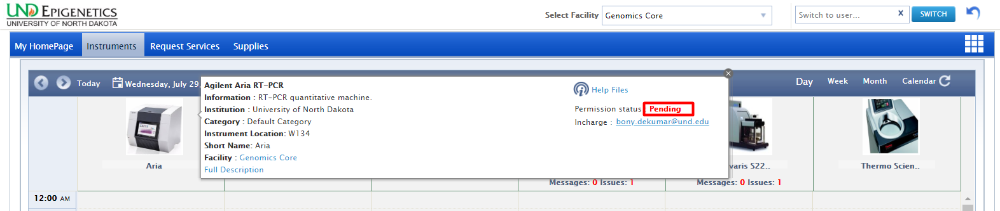 UND EPIGENETICS
UNIVERSITY OF NORTH DAKOTA
Select Facility Genomics Core
Switch to user... x SWITCH
My HomePage Instruments Request Services Supplies
Today Wednesday, July 29,
Day Week Month Calendar
Agilent Aria RT-PCR
Information : RT-PCR quantitative machine.
Institution : University of North Dakota
Category : Default Category
Instrument Location: W134
Short Name: Aria
Facility : Genomics Core
Full Description
Help Files
Permission status : Pending
Incharge : bony.dekumar@und.edu
Aria
varis S22..
Thermo Scien..
Messages: 0 Issues: 1
Messages: 0 Issues: 1
12:00 AM